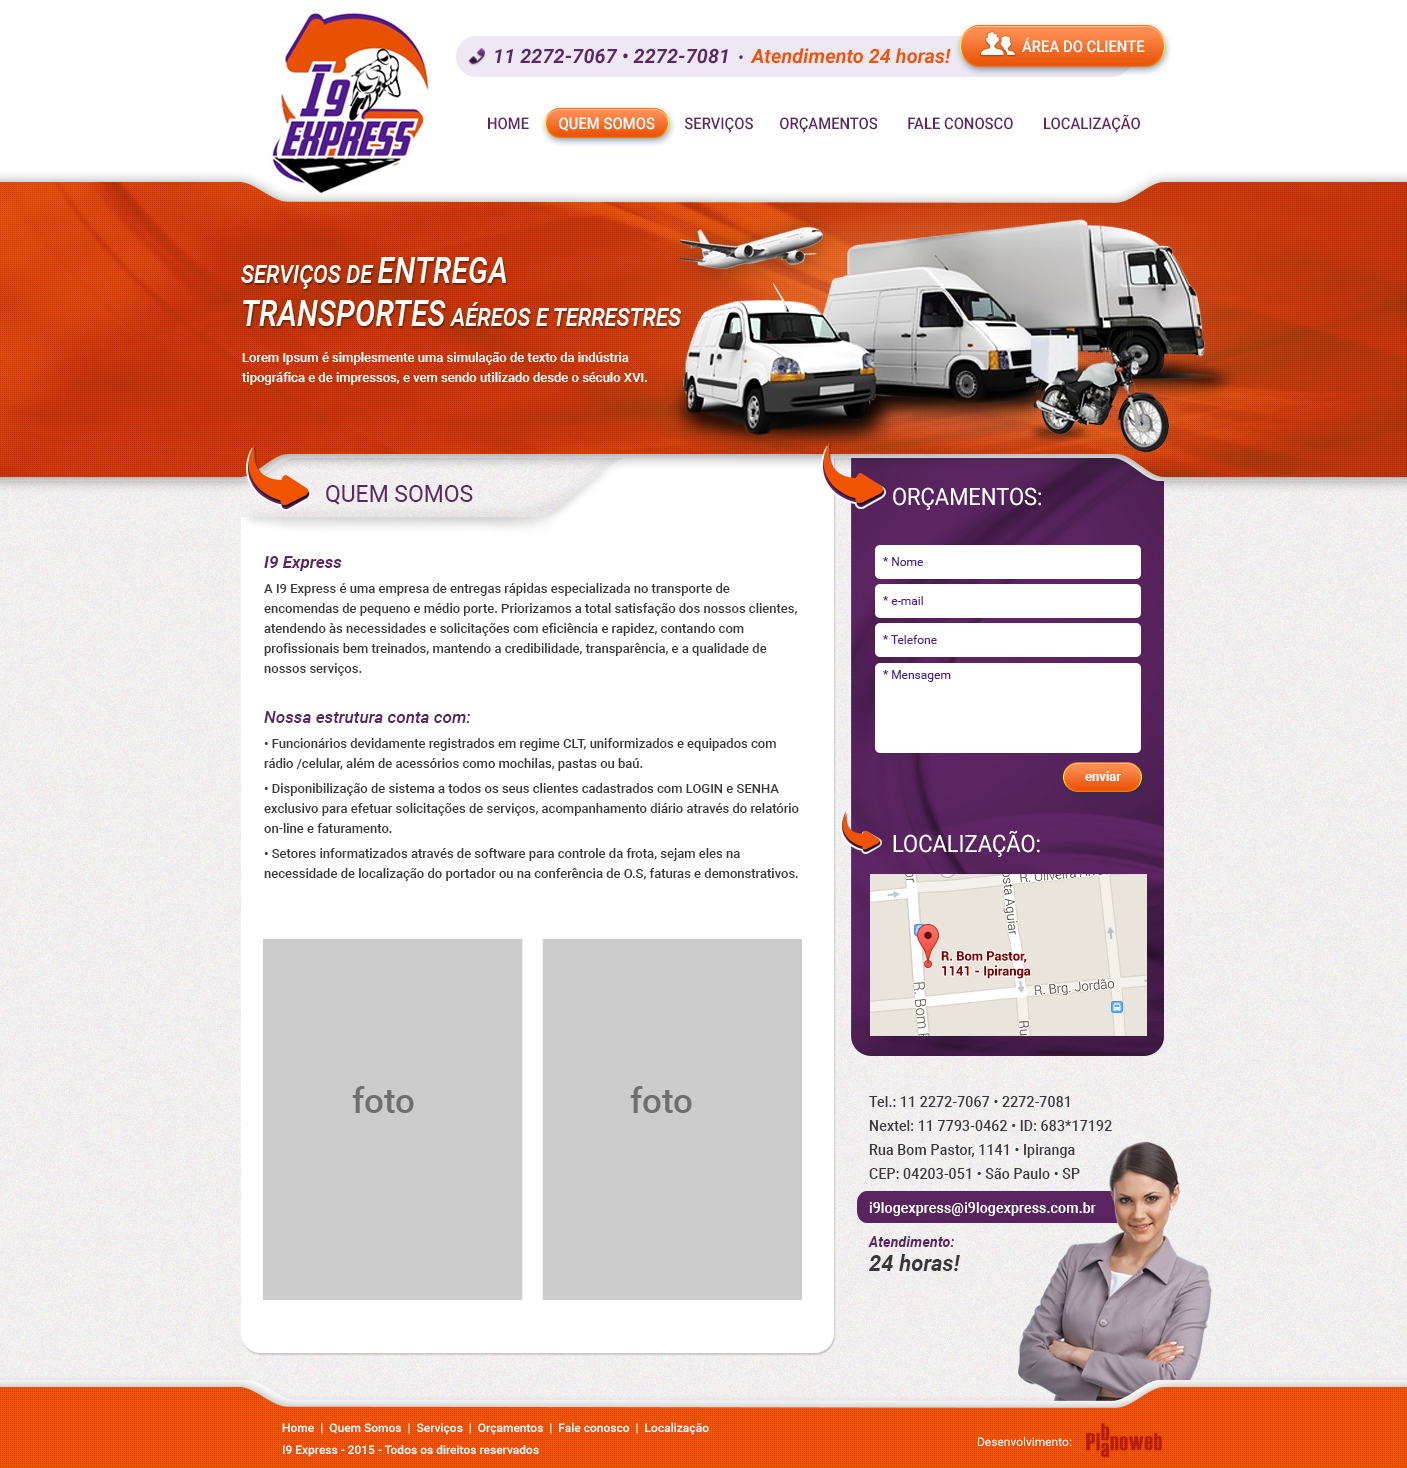 I9
EXPRESS
11 2272-7067 • 2272-7081 • Atendimento 24 horas!
ÁREA DO CLIENTE
HOME
QUEM SOMOS
SERVIÇOS
ORÇAMENTOS
FALE CONOSCO
LOCALIZAÇÃO
SERVIÇOS DE ENTREGA
TRANSPORTES AÉREOS E TERRESTRES
Lorem Ipsum é simplesmente uma simulação de texto da indústria
tipográfica e de impressos, e vem sendo utilizado desde o século XVI.
QUEM SOMOS
I9 Express
A I9 Express é uma empresa de entregas rápidas especializada no transporte de
encomendas de pequeno e médio porte. Priorizamos a total satisfação dos nossos clientes,
atendendo às necessidades e solicitações com eficiência e rapidez, contando com
profissionais bem treinados, mantendo a credibilidade, transparência, e a qualidade de
nossos serviços.
Nossa estrutura conta com:
• Funcionários devidamente registrados em regime CLT, uniformizados e equipados com
rádio /celular, além de acessórios como mochilas, pastas ou baú.
• Disponibilização de sistema a todos os seus clientes cadastrados com LOGIN e SENHA
exclusivo para efetuar solicitações de serviços, acompanhamento diário através do relatório
on-line e faturamento.
• Setores informatizados através de software para controle da frota, sejam eles na
necessidade de localização do portador ou na conferência de O.S, faturas e demonstrativos.
foto
foto
ORÇAMENTOS:
* Nome
* e-mail
* Telefone
* Mensagem
enviar
LOCALIZAÇÃO:
R. Oliveira
osta Aguiar
R. Bom Pastor,
1141 - Ipiranga
R. Brg. Jordão
R. Bom
Ru
Tel.: 11 2272-7067 • 2272-7081
Nextel: 11 7793-0462 • ID: 683*17192
Rua Bom Pastor, 1141 • Ipiranga
CEP: 04203-051 • São Paulo • SP
i9logexpress@i9logexpress.com.br
Atendimento:
24 horas!
Home | Quem Somos | Serviços | Orçamentos | Fale conosco | Localização
I9 Express - 2015 - Todos os direitos reservados
Desenvolvimento:
Planoweb